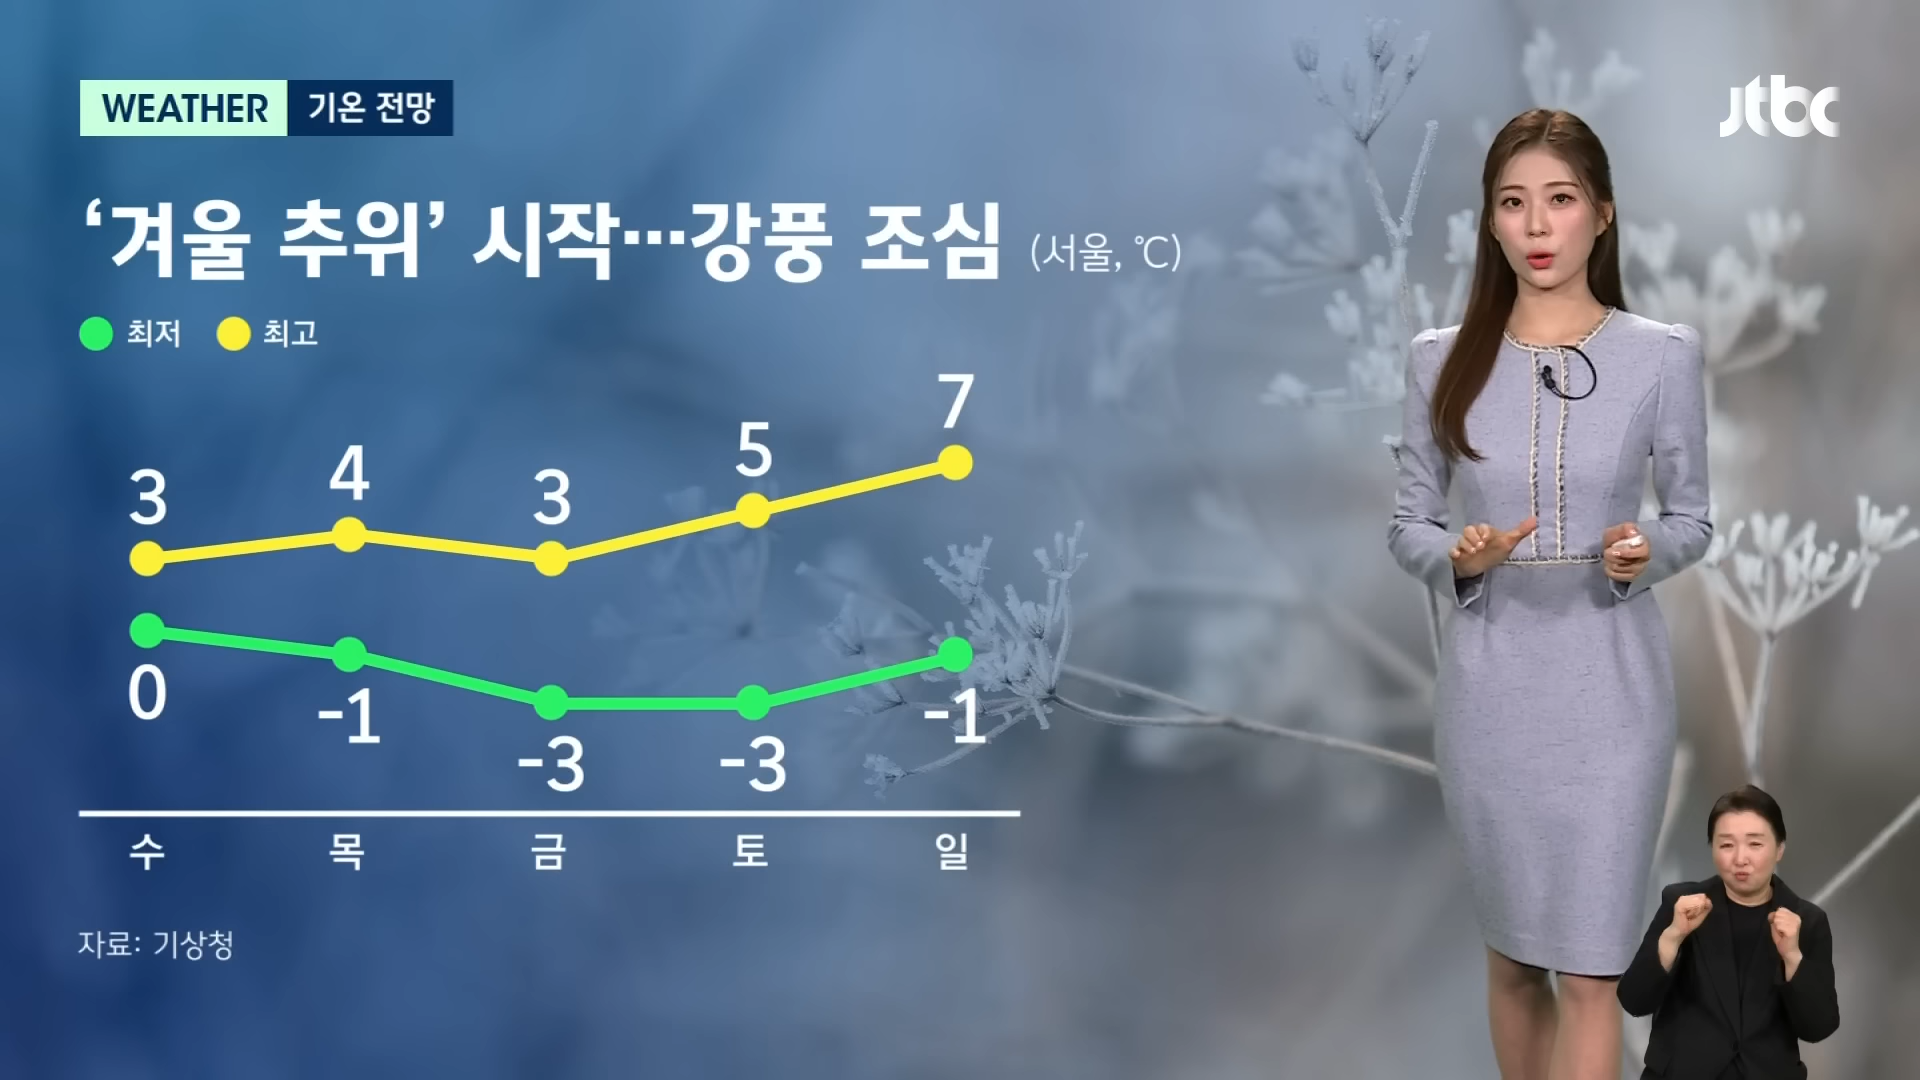 WEATHER 기온 전망
jtbc
‘겨울 추위’ 시작…강풍 조심 (서울, ℃)
최저 최고
3 4 3 5 7
0 -1 -3 -3 -1
수 목 금 토 일
자료: 기상청